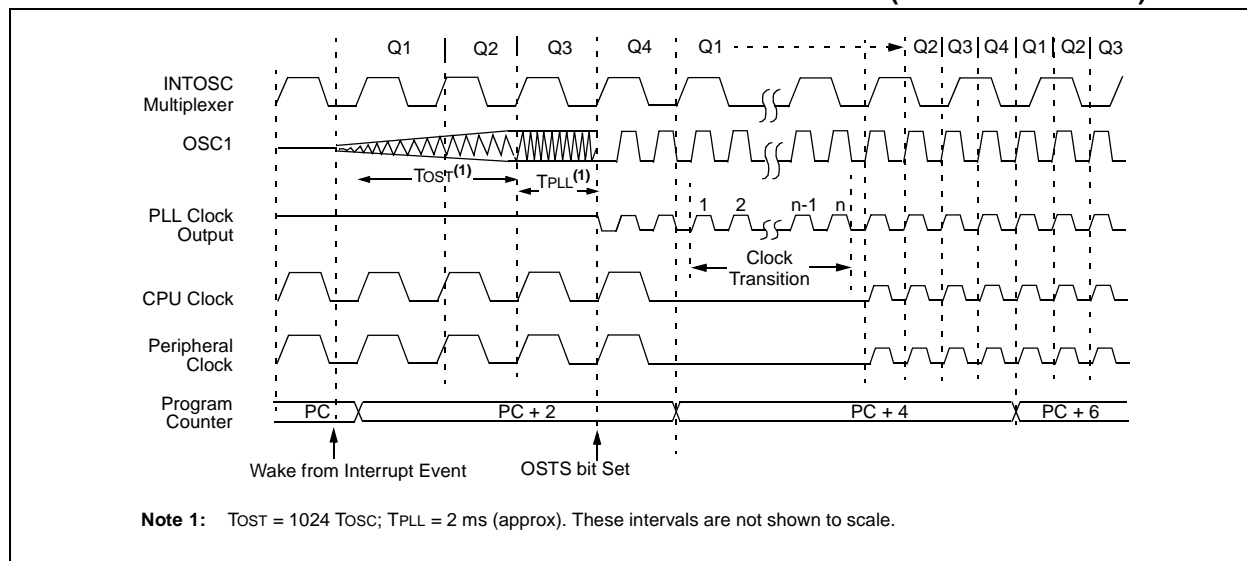 Q1 Q2 Q3 Q4 Q1 Q2 Q3 Q4 Q1 Q2 Q3
INTOSC
Multiplexer
OSC1
TOST(1) TPLL(1)
1 2 n-1 n
PLL Clock
Output
Clock
Transition
CPU Clock
Peripheral
Clock
Program
Counter
PC PC + 2 PC + 4 PC + 6
Wake from Interrupt Event OSTS bit Set
Note 1: TOST = 1024 TOSC; TPLL = 2 ms (approx). These intervals are not shown to scale.